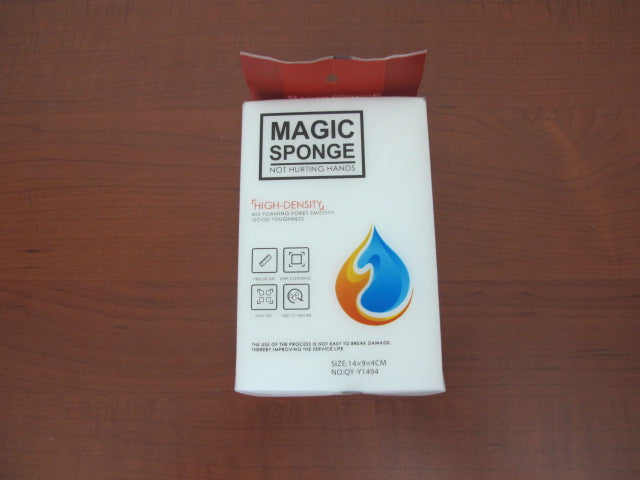 MAGIC
SPONGE
NOT HURTING HANDS
「HIGH-DENSITY」
NO-FOAMING PORES SMOOTH
GOOD TOUGHNESS
THE USE OF THE PROCESS IS NOT EASY TO BREAK DAMAGE,
THEREBY IMPROVING THE SERVICE LIFE
SIZE:14×9×4CM
NO:QY-Y1494